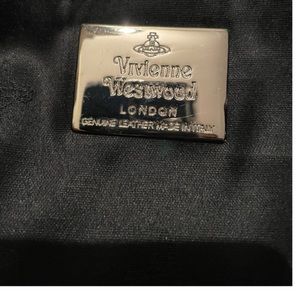 Vivienne
Westwood
LONDON
GENUINE LEATHER MADE IN ITALY